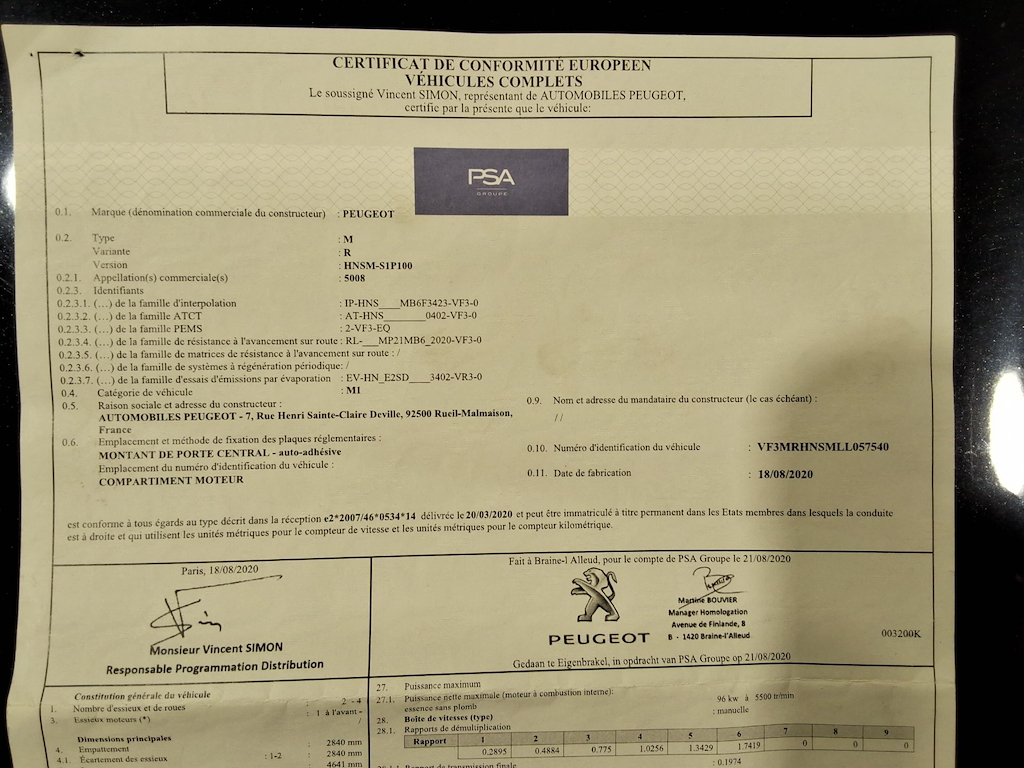 CERTIFICAT DE CONFORMITÉ EUROPEEN
VÉHICULES COMPLETS
Le soussigné Vincent SIMON, représentant de AUTOMOBILES PEUGEOT,
certifie par la présente que le véhicule:
PSA
GROUPE
0.1. Marque (dénomination commerciale du constructeur) : PEUGEOT
0.2. Type : M
Variante : R
Version : HNSM-S1P100
0.2.1. Appellation(s) commerciale(s) : 5008
0.2.3. Identifiants
0.2.3.1. (...) de la famille d'interpolation : IP-HNS____MB6F3423-VF3-0
0.2.3.2. (...) de la famille ATCT : AT-HNS________0402-VF3-0
0.2.3.3. (...) de la famille PEMS : 2-VF3-EQ
0.2.3.4. (...) de la famille de résistance à l'avancement sur route : RL-___MP21MB6_2020-VF3-0
0.2.3.5. (...) de la famille de matrices de résistance à l'avancement sur route : /
0.2.3.6. (...) de la famille de systèmes à régénération périodique: /
0.2.3.7. (...) de la famille d'essais d'émissions par évaporation : EV-HN_E2SD____3402-VR3-0
0.4. Catégorie de véhicule : M1
0.5. Raison sociale et adresse du constructeur :
AUTOMOBILES PEUGEOT - 7, Rue Henri Sainte-Claire Deville, 92500 Rueil-Malmaison,
France
0.6. Emplacement et méthode de fixation des plaques réglementaires :
MONTANT DE PORTE CENTRAL - auto-adhésive
Emplacement du numéro d'identification du véhicule :
COMPARTIMENT MOTEUR
0.9. Nom et adresse du mandataire du constructeur (le cas échéant) :
/ /
0.10. Numéro d'identification du véhicule : VF3MRHNSMLL057540
0.11. Date de fabrication : 18/08/2020
est conforme à tous égards au type décrit dans la réception e2*2007/46*0534*14 délivrée le 20/03/2020 et peut être immatriculé à titre permanent dans les Etats membres dans lesquels la conduite
est à droite et qui utilisent les unités métriques pour le compteur de vitesse et les unités métriques pour le compteur kilométrique.
Paris, 18/08/2020
Monsieur Vincent SIMON
Responsable Programmation Distribution
Fait à Braine-l Alleud, pour le compte de PSA Groupe le 21/08/2020
PEUGEOT
Martine BOUVIER
Manager Homologation
Avenue de Finlande, 8
B - 1420 Braine-l'Alleud
003200K
Gedaan te Eigenbrakel, in opdracht van PSA Groupe op 21/08/2020
Constitution générale du véhicule
1. Nombre d'essieux et de roues : 2 - 4
3. Essieux moteurs (*) : 1 à l'avant -
/
Dimensions principales
4. Empattement : 2840 mm
4.1. Écartement des essieux : 1-2 : 2840 mm
4641 mm
27. Puissance maximum
27.1. Puissance nette maximale (moteur à combustion interne):
essence sans plomb 96 kw à 5500 tr/min
28. Boîte de vitesses (type) : manuelle
28.1. Rapports de démultiplication
Rapport 1 2 3 4 5 6 7 8 9
0.2895 0.4884 0.775 1.0256 1.3429 1.7419 0 0 0
Rapport de transmission finale : 0.1974